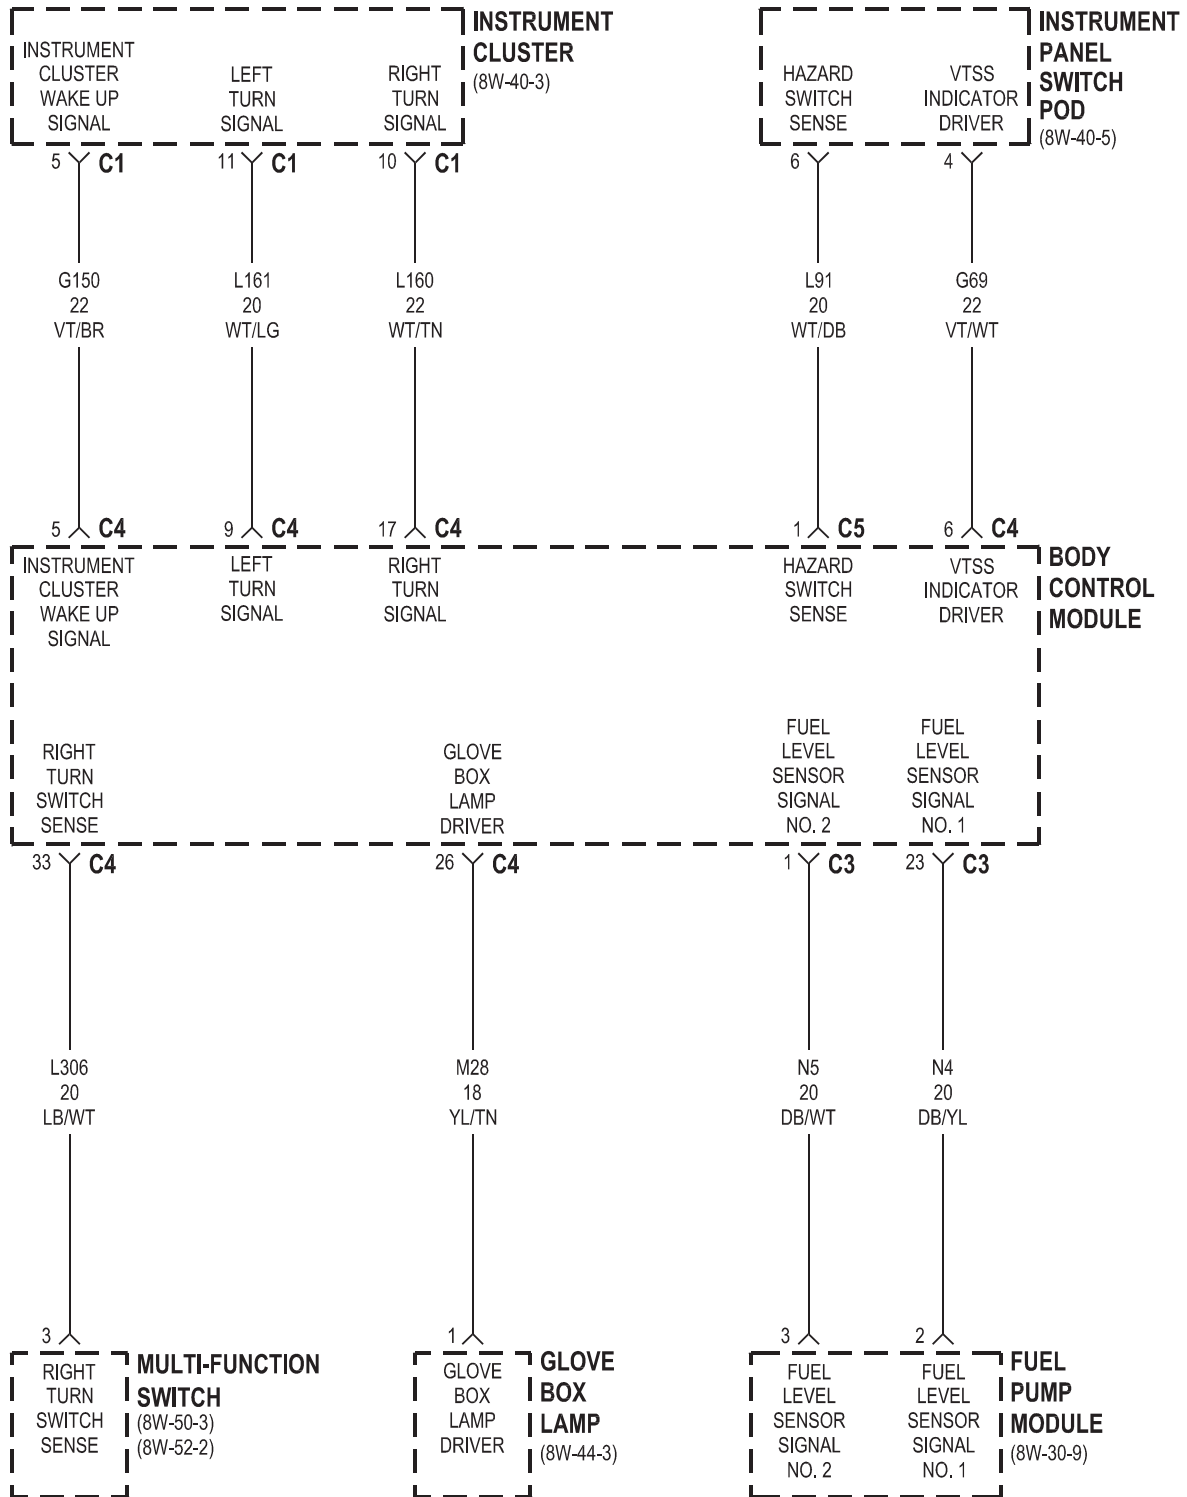 INSTRUMENT
CLUSTER
WAKE UP
SIGNAL
LEFT
TURN
SIGNAL
RIGHT
TURN
SIGNAL
INSTRUMENT
CLUSTER
(8W-40-3)
HAZARD
SWITCH
SENSE
VTSS
INDICATOR
DRIVER
INSTRUMENT
PANEL
SWITCH
POD
(8W-40-5)
5 C1
11 C1
10 C1
6
4
G150
22
VT/BR
L161
20
WT/LG
L160
22
WT/TN
L91
20
WT/DB
G69
22
VT/WT
5 C4
9 C4
17 C4
1 C5
6 C4
INSTRUMENT
CLUSTER
WAKE UP
SIGNAL
LEFT
TURN
SIGNAL
RIGHT
TURN
SIGNAL
HAZARD
SWITCH
SENSE
VTSS
INDICATOR
DRIVER
BODY
CONTROL
MODULE
RIGHT
TURN
SWITCH
SENSE
GLOVE
BOX
LAMP
DRIVER
FUEL
LEVEL
SENSOR
SIGNAL
NO. 2
FUEL
LEVEL
SENSOR
SIGNAL
NO. 1
33 C4
26 C4
1 C3
23 C3
L306
20
LB/WT
M28
18
YL/TN
N5
20
DB/WT
N4
20
DB/YL
3
1
3
2
RIGHT
TURN
SWITCH
SENSE
MULTI-FUNCTION
SWITCH
(8W-50-3)
(8W-52-2)
GLOVE
BOX
LAMP
DRIVER
GLOVE
BOX
LAMP
(8W-44-3)
FUEL
LEVEL
SENSOR
SIGNAL
NO. 2
FUEL
LEVEL
SENSOR
SIGNAL
NO. 1
FUEL
PUMP
MODULE
(8W-30-9)